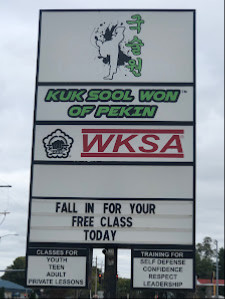 국술원
KUK SOOL WON™
OF PEKIN
WKSA
FALL IN FOR YOUR
FREE CLASS
TODAY
CLASSES FOR
YOUTH
TEEN
ADULT
PRIVATE LESSONS
TRAINING FOR
SELF DEFENSE
CONFIDENCE
RESPECT
LEADERSHIP